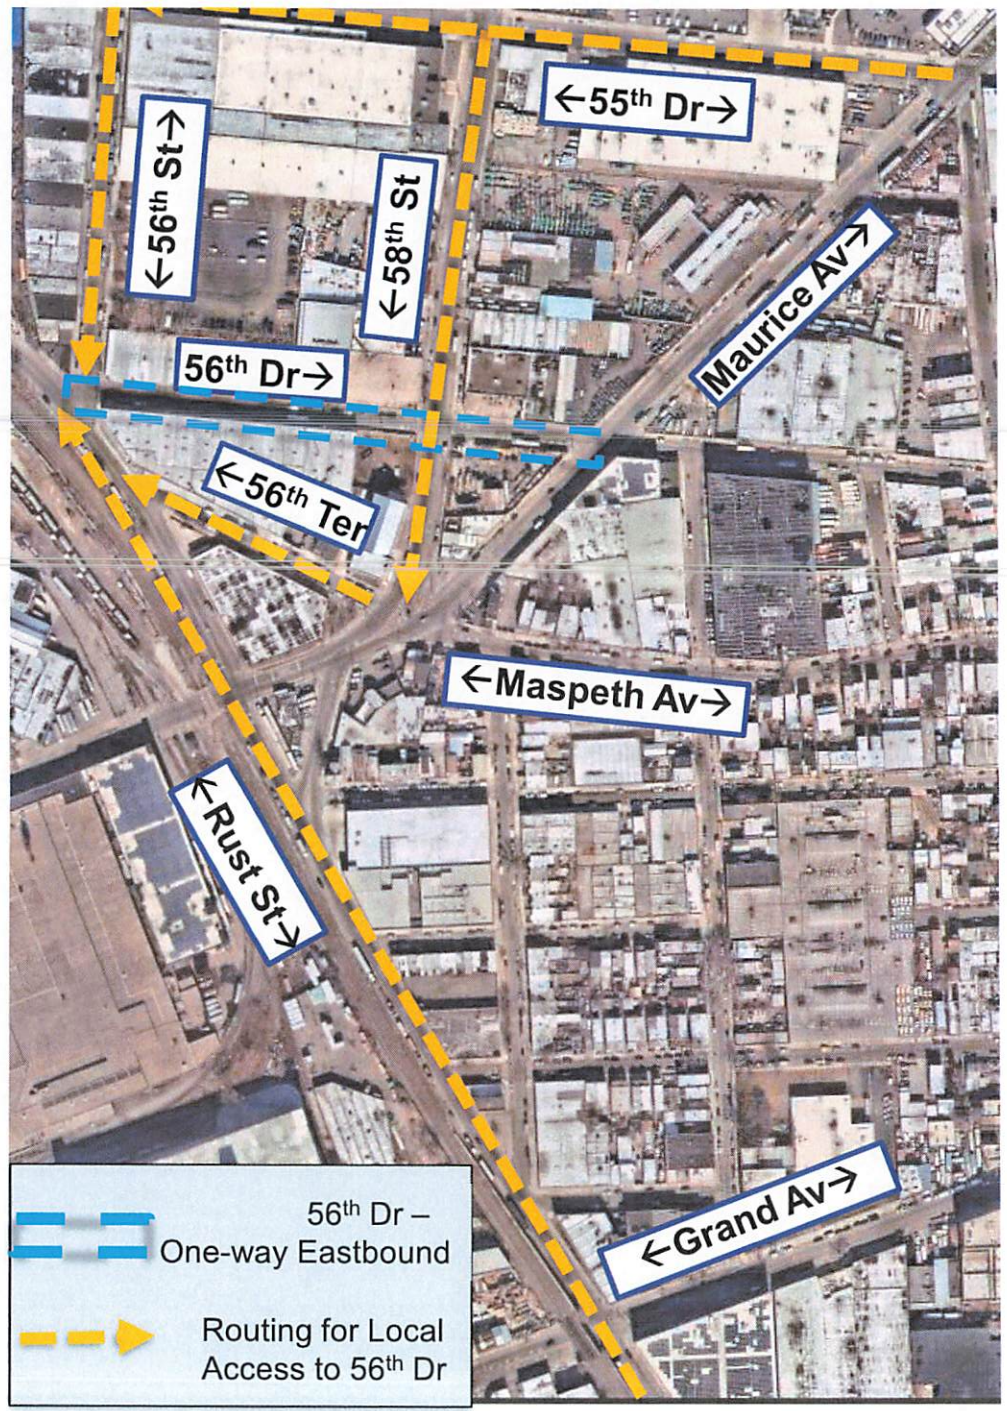 ←55th Dr→
←56th St→
←58th St
Maurice Av→
56th Dr→
←56th Ter
←Maspeth Av→
←Rust St→
←Grand Av→
56th Dr –
One-way Eastbound
Routing for Local
Access to 56th Dr